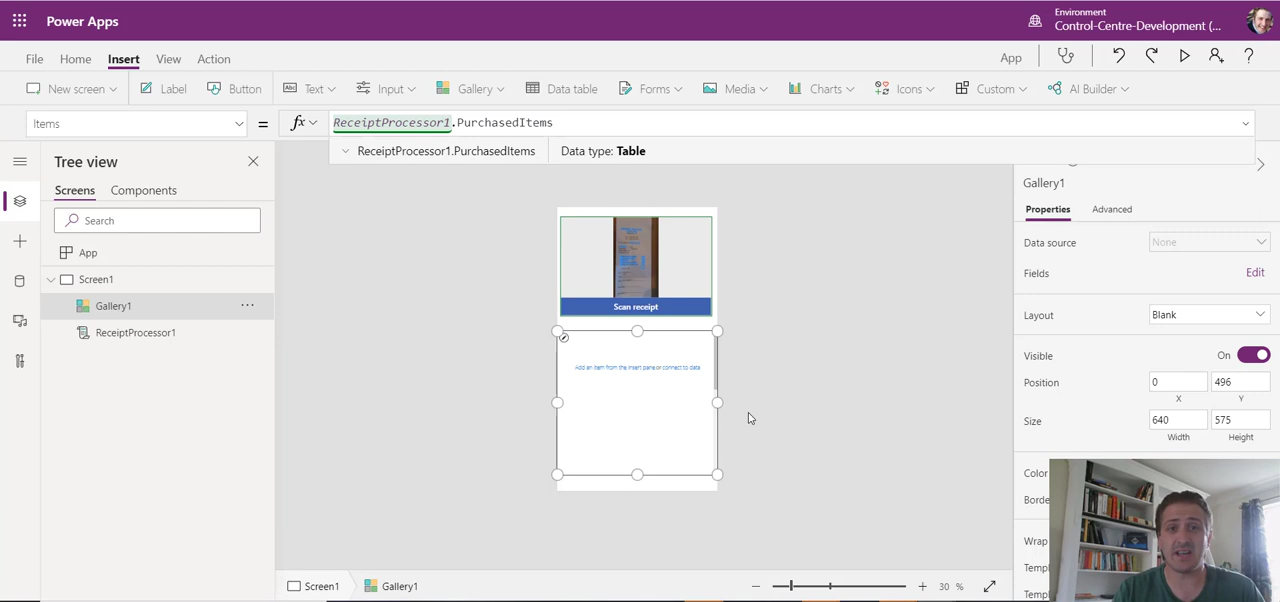 Power Apps
Environment
Control-Centre-Development (...
File Home Insert View Action App
New screen Label Button Text Input Gallery Data table Forms Media Charts Icons Custom AI Builder
Items = fx ReceiptProcessor1.PurchasedItems
ReceiptProcessor1.PurchasedItems Data type: Table
Tree view
Screens Components
Search
App
Screen1
Gallery1 ...
ReceiptProcessor1
Scan receipt
Add an item from the insert pane or connect to data
Gallery1
Properties Advanced
Data source None
Fields Edit
Layout Blank
Visible On
Position 0 496
X Y
Size 640 575
Width Height
Color
Borde
Wrap
Templ
Templ
Screen1 Gallery1 30 %